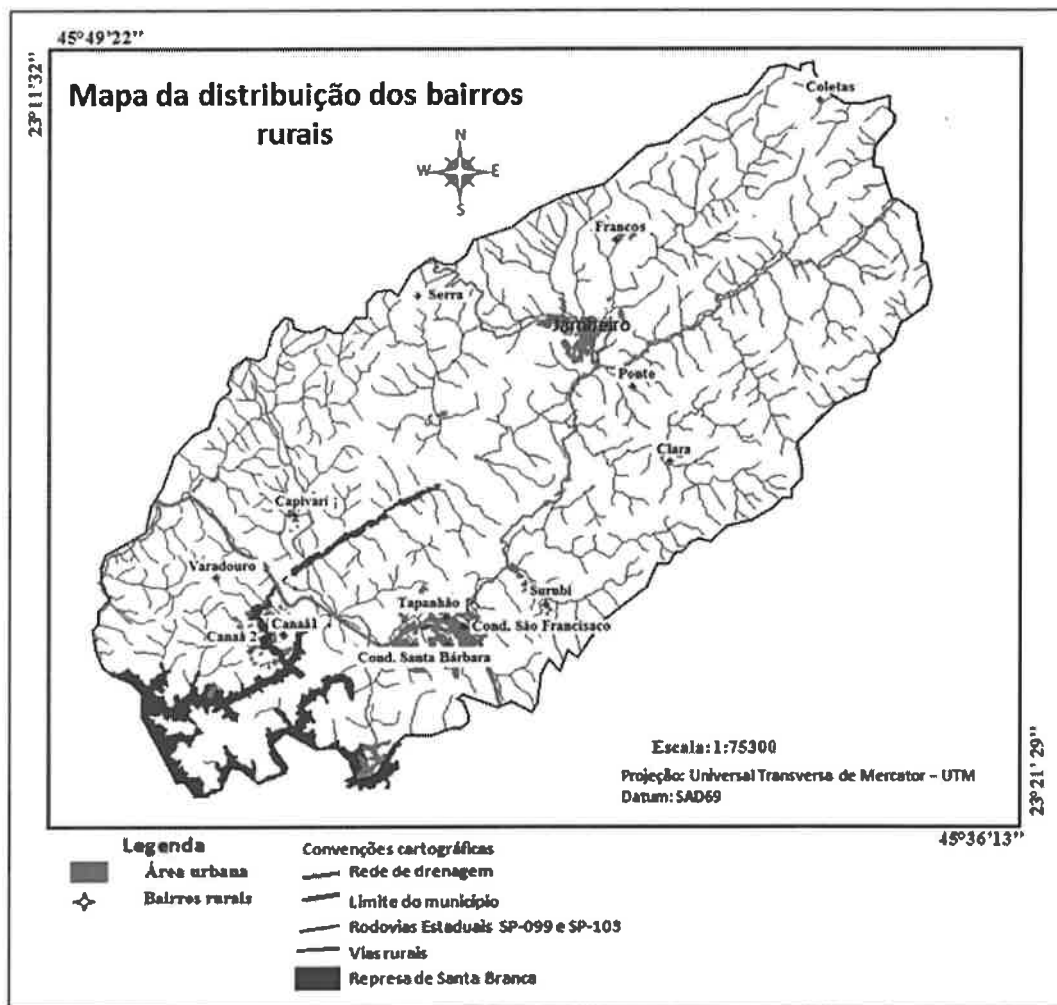 45°49'22"
23°11'32"
Mapa da distribuição dos bairros
rurais
N
W
E
S
Coletas
Francos
Serra
Jambeiro
Ponte
Clara
Capivari
Varadouro
Surubi
Tapanhão
Canaã1
Cond. São Francisaco
Canaã 2
Cond. Santa Bárbara
Escala: 1:75300
Projeção: Universal Transversa de Mercator – UTM
Datum: SAD69
23°21'29"
45°36'13"
Legenda
Área urbana
Bairros rurais
Convenções cartográficas
Rede de drenagem
Limite do município
Rodovias Estaduais SP-099 e SP-103
Vias rurais
Represa de Santa Branca